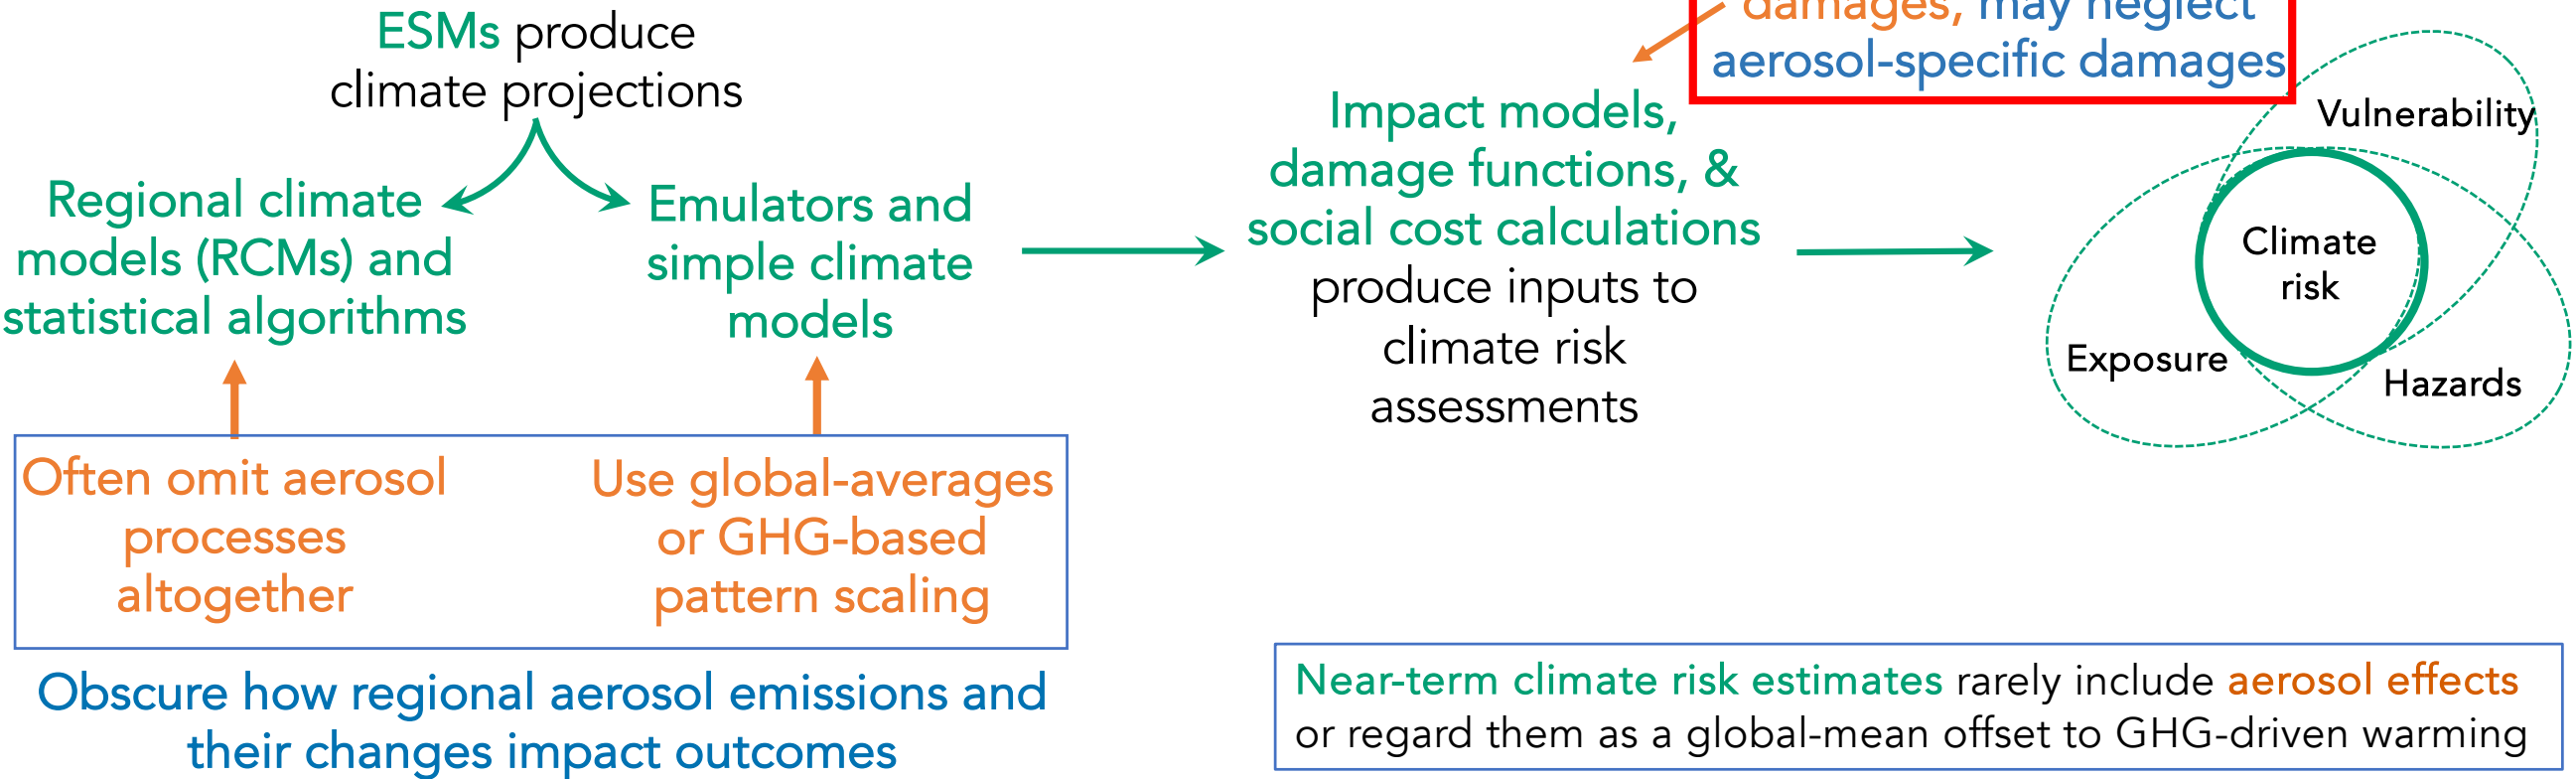 ESMs produce
climate projections
Regional climate
models (RCMs) and
statistical algorithms
Emulators and
simple climate
models
Often omit aerosol
processes
altogether
Use global-averages
or GHG-based
pattern scaling
Obscure how regional aerosol emissions and
their changes impact outcomes
damages, may neglect
aerosol-specific damages
Impact models,
damage functions, &
social cost calculations
produce inputs to
climate risk
assessments
Vulnerability
Climate
risk
Exposure
Hazards
Near-term climate risk estimates rarely include aerosol effects
or regard them as a global-mean offset to GHG-driven warming